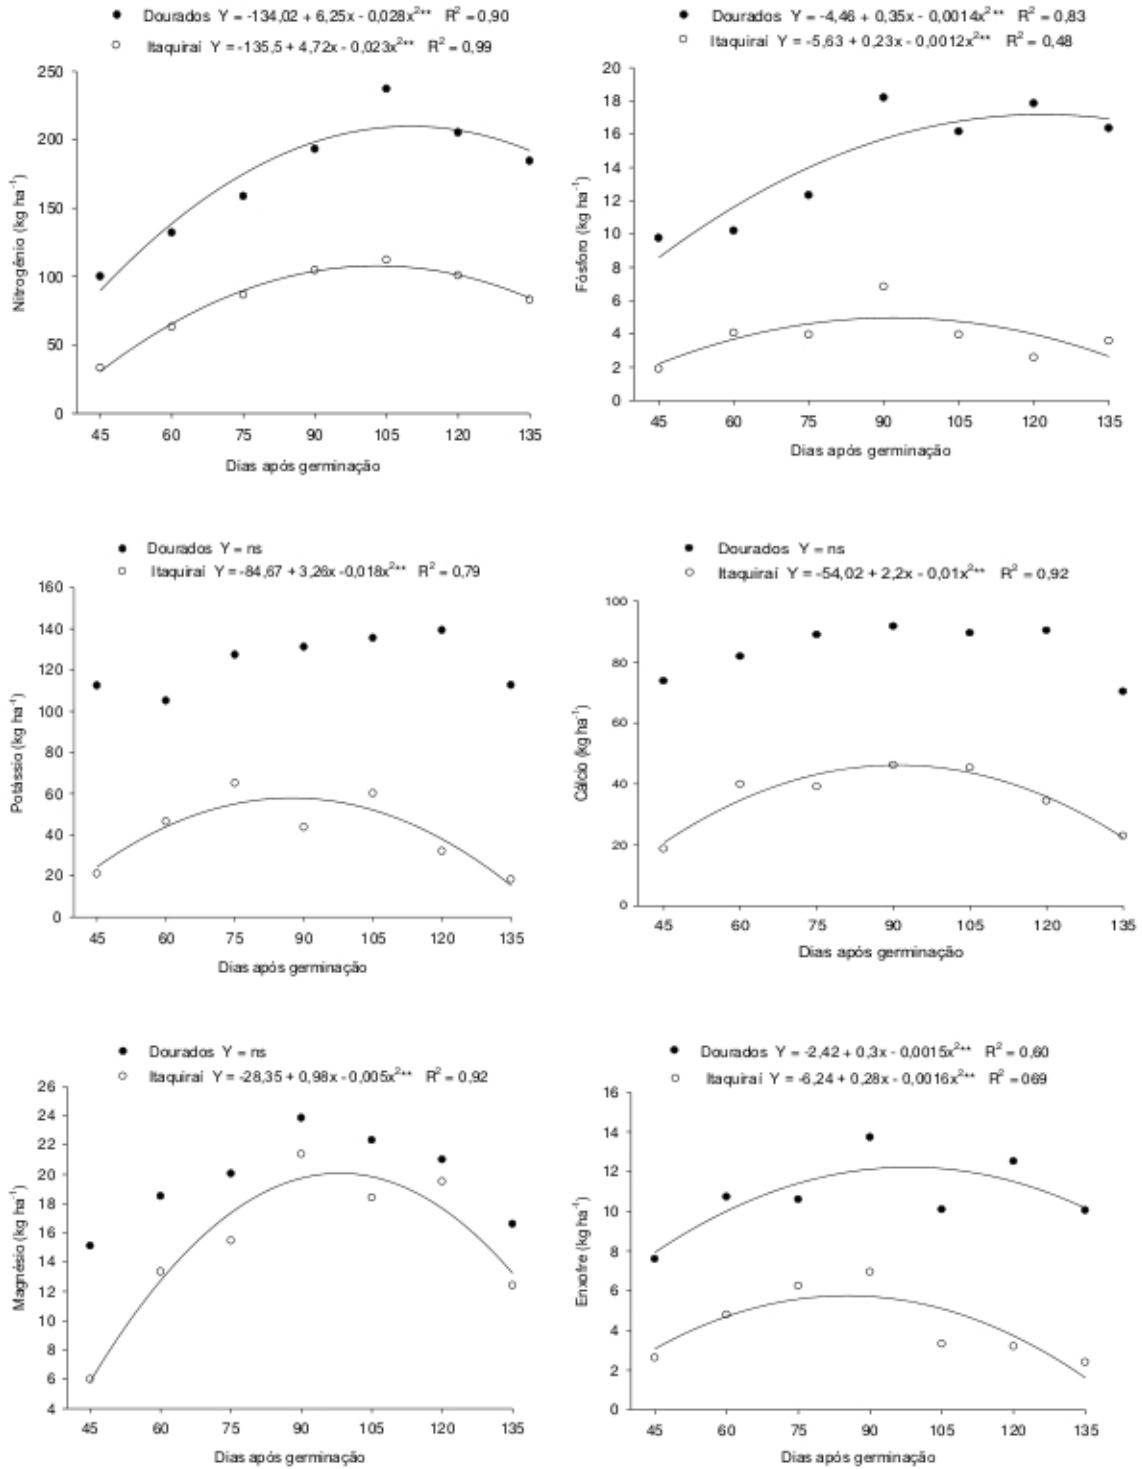 Dourados Y = -134,02 + 6,25x - 0,028x²** R² = 0,90
Itaquiraí Y = -135,5 + 4,72x - 0,023x²** R² = 0,99
250
200
150
100
50
0
Nitrogênio (kg ha⁻¹)
45 60 75 90 105 120 135
Dias após germinação
Dourados Y = -4,46 + 0,35x - 0,0014x²** R² = 0,83
Itaquiraí Y = -5,63 + 0,23x - 0,0012x²** R² = 0,48
20
18
16
14
12
10
8
6
4
2
0
Fósforo (kg ha⁻¹)
45 60 75 90 105 120 135
Dias após germinação
Dourados Y = ns
Itaquiraí Y = -84,67 + 3,26x -0,018x²** R² = 0,79
160
140
120
100
80
60
40
20
0
Potássio (kg ha⁻¹)
45 60 75 90 105 120 135
Dias após germinação
Dourados Y = ns
Itaquiraí Y = -54,02 + 2,2x - 0,01x²** R² = 0,92
100
80
60
40
20
0
Cálcio (kg ha⁻¹)
45 60 75 90 105 120 135
Dias após germinação
Dourados Y = ns
Itaquiraí Y = -28,35 + 0,98x - 0,005x²** R² = 0,92
26
24
22
20
18
16
14
12
10
8
6
4
Magnésio (kg ha⁻¹)
45 60 75 90 105 120 135
Dias após germinação
Dourados Y = -2,42 + 0,3x - 0,0015x²** R² = 0,60
Itaquiraí Y = -6,24 + 0,28x - 0,0016x²** R² = 069
16
14
12
10
8
6
4
2
0
Enxofre (kg ha⁻¹)
45 60 75 90 105 120 135
Dias após germinação